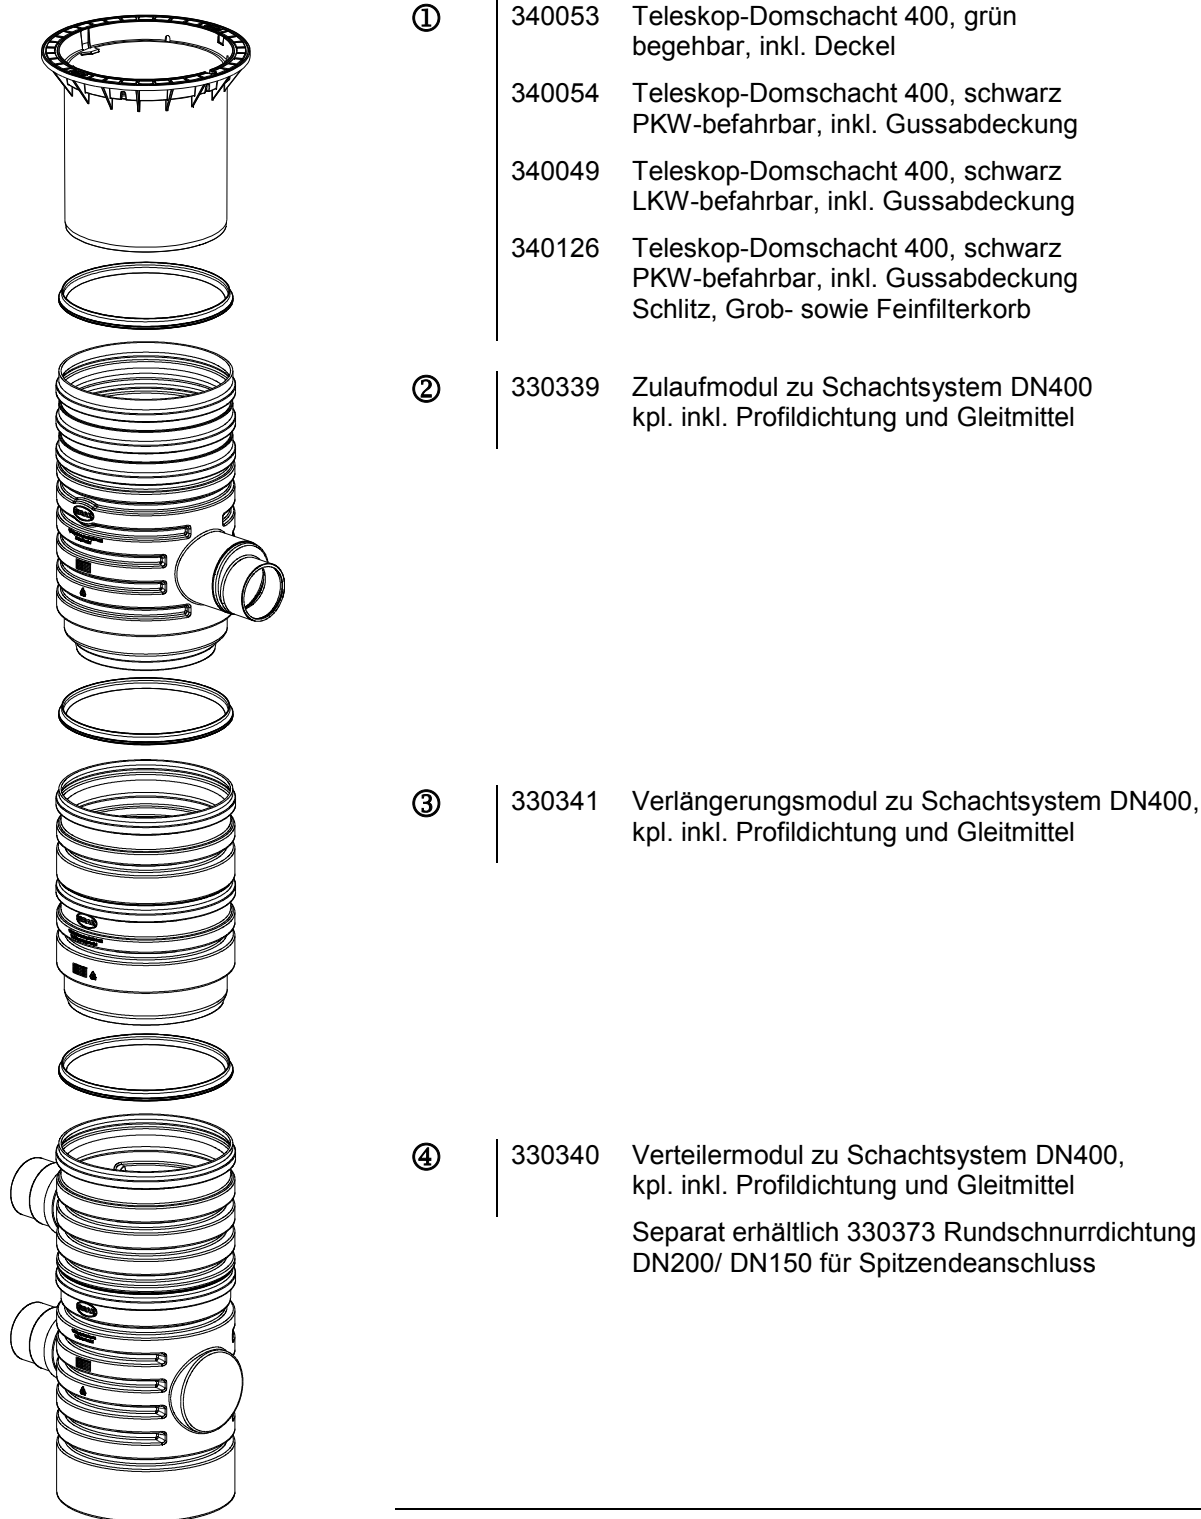 ① 340053 Teleskop-Domschacht 400, grün
begehbar, inkl. Deckel
340054 Teleskop-Domschacht 400, schwarz
PKW-befahrbar, inkl. Gussabdeckung
340049 Teleskop-Domschacht 400, schwarz
LKW-befahrbar, inkl. Gussabdeckung
340126 Teleskop-Domschacht 400, schwarz
PKW-befahrbar, inkl. Gussabdeckung
Schlitz, Grob- sowie Feinfilterkorb
② 330339 Zulaufmodul zu Schachtsystem DN400
kpl. inkl. Profildichtung und Gleitmittel
③ 330341 Verlängerungsmodul zu Schachtsystem DN400,
kpl. inkl. Profildichtung und Gleitmittel
④ 330340 Verteilermodul zu Schachtsystem DN400,
kpl. inkl. Profildichtung und Gleitmittel
Separat erhältlich 330373 Rundschnurrdichtung
DN200/ DN150 für Spitzendeanschluss